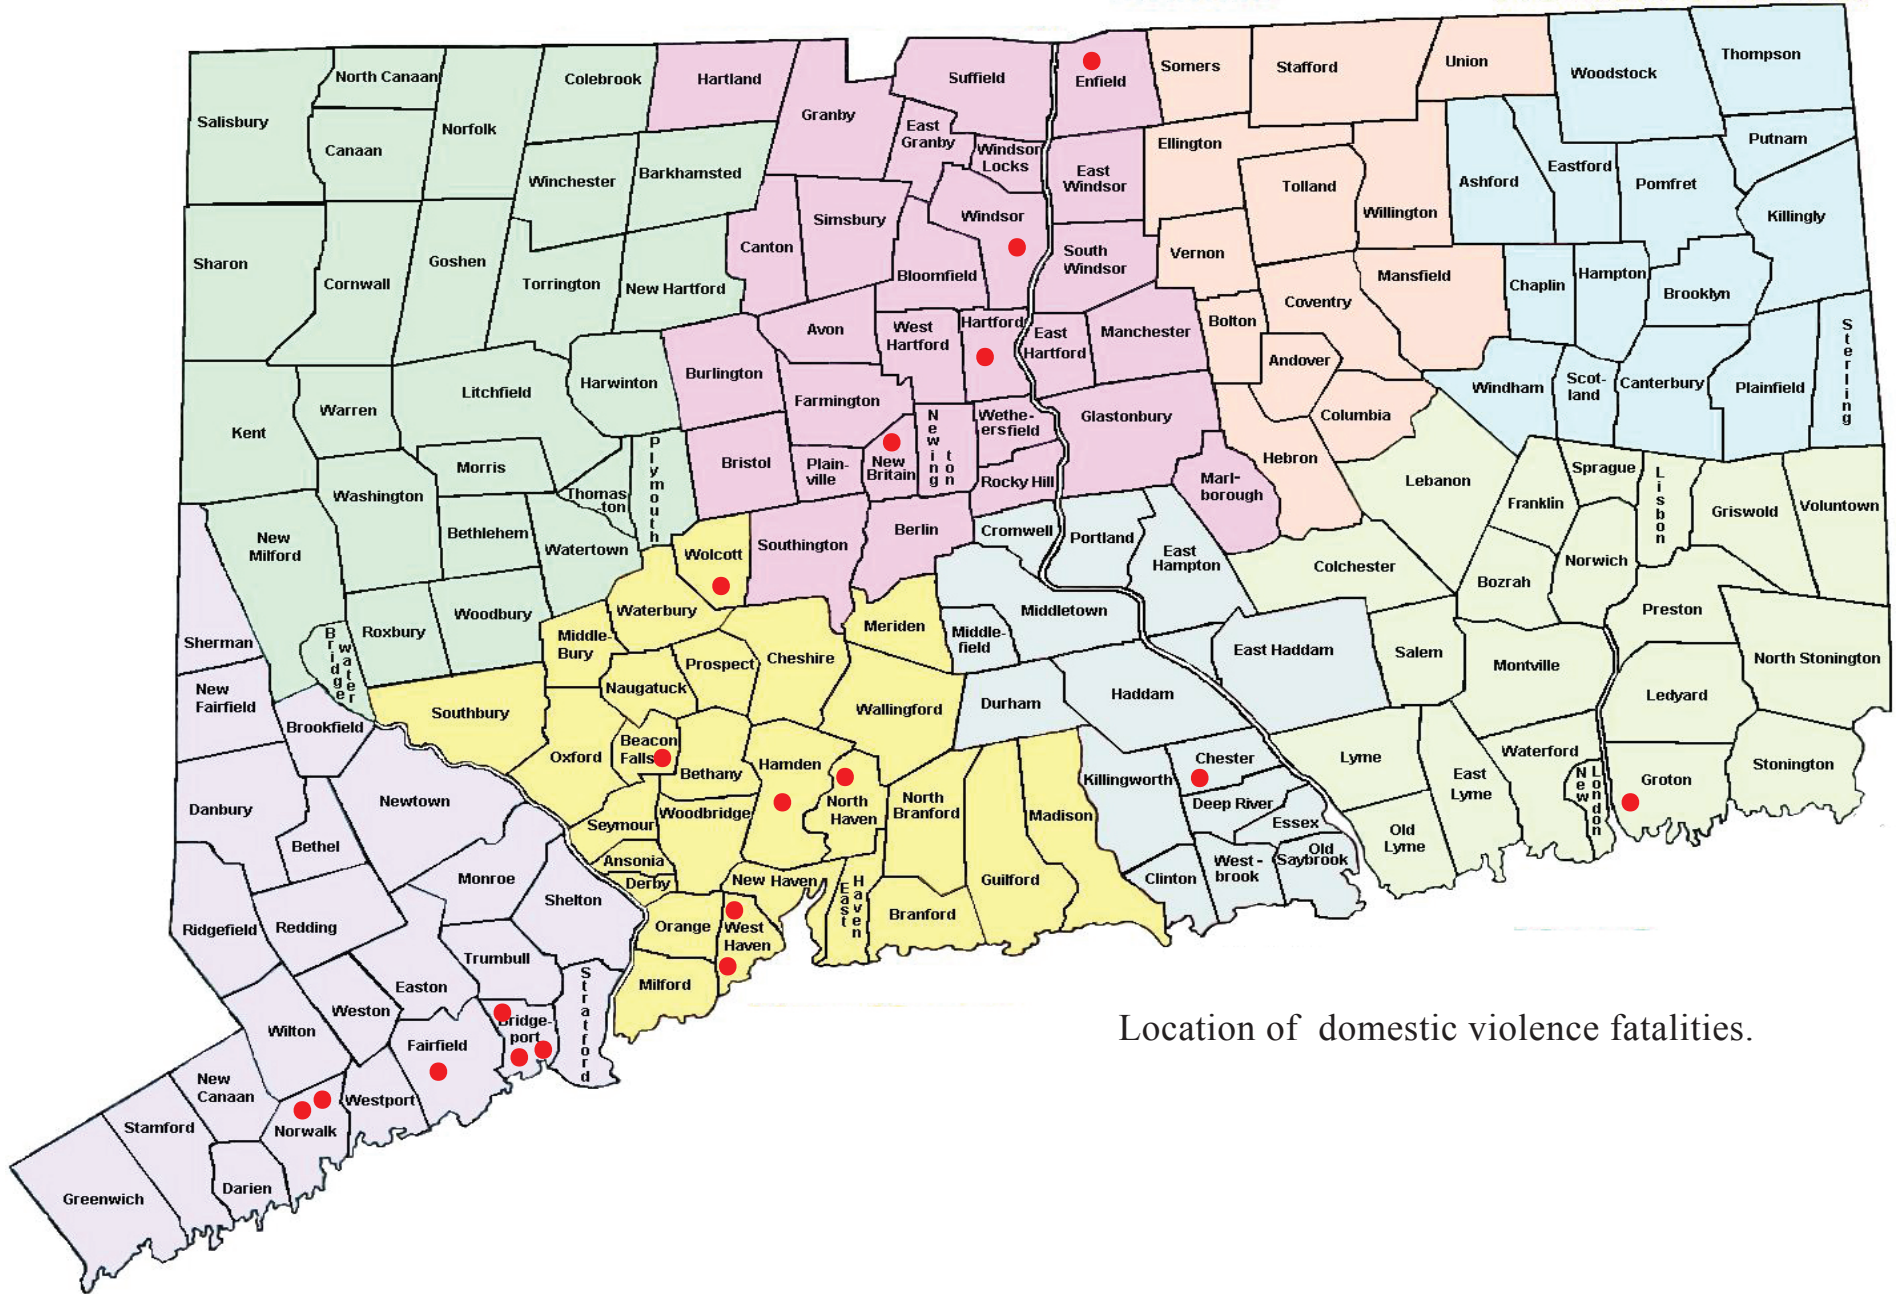 Salisbury
North Canaan
Canaan
Norfolk
Colebrook
Hartland
Granby
Suffield
East
Granby
Windsor
Locks
Enfield
Somers
Stafford
Union
Woodstock
Thompson
Putnam
Winchester
Barkhamsted
Simsbury
Windsor
East
Windsor
Ellington
Tolland
Willington
Ashford
Eastford
Pomfret
Killingly
Sharon
Cornwall
Goshen
Torrington
New Hartford
Canton
Bloomfield
South
Windsor
Vernon
Coventry
Mansfield
Chaplin
Hampton
Brooklyn
Sterling
Kent
Warren
Litchfield
Harwinton
Burlington
Avon
West
Hartford
Hartford
East
Hartford
Manchester
Bolton
Andover
Columbia
Windham
Scot-
land
Canterbury
Plainfield
Farmington
Newing
ton
Wethe-
ersfield
Glastonbury
Hebron
Washington
Morris
Thomas
-ton
Plymouth
Bristol
Plain-
ville
New
Britain
Rocky Hill
Marl-
borough
Lebanon
Franklin
Sprague
Lisbon
Griswold
Voluntown
New
Milford
Bethlehem
Watertown
Wolcott
Southington
Berlin
Cromwell
Portland
East
Hampton
Colchester
Bozrah
Norwich
Preston
Sherman
Bridge
water
Roxbury
Woodbury
Waterbury
Middle-
Bury
Prospect
Cheshire
Meriden
Middle-
field
Middletown
East Haddam
Salem
Montville
Ledyard
North Stonington
New
Fairfield
Brookfield
Southbury
Naugatuck
Oxford
Beacon
Falls
Bethany
Hamden
Wallingford
Durham
Haddam
Lyme
East
Lyme
Waterford
New
London
Groton
Stonington
Danbury
Newtown
Bethel
Seymour
Woodbridge
North
Haven
North
Branford
Madison
Killingworth
Chester
Deep River
Essex
Old
Saybrook
West-
brook
Clinton
Old
Lyme
Ridgefield
Redding
Monroe
Shelton
Ansonia
Derby
New Haven
East
Haven
Guilford
Branford
Orange
West
Haven
Milford
Wilton
Weston
Easton
Trumbull
Stratford
Bridge-
port
Fairfield
Westport
Norwalk
New
Canaan
Stamford
Darien
Greenwich
Location of domestic violence fatalities.